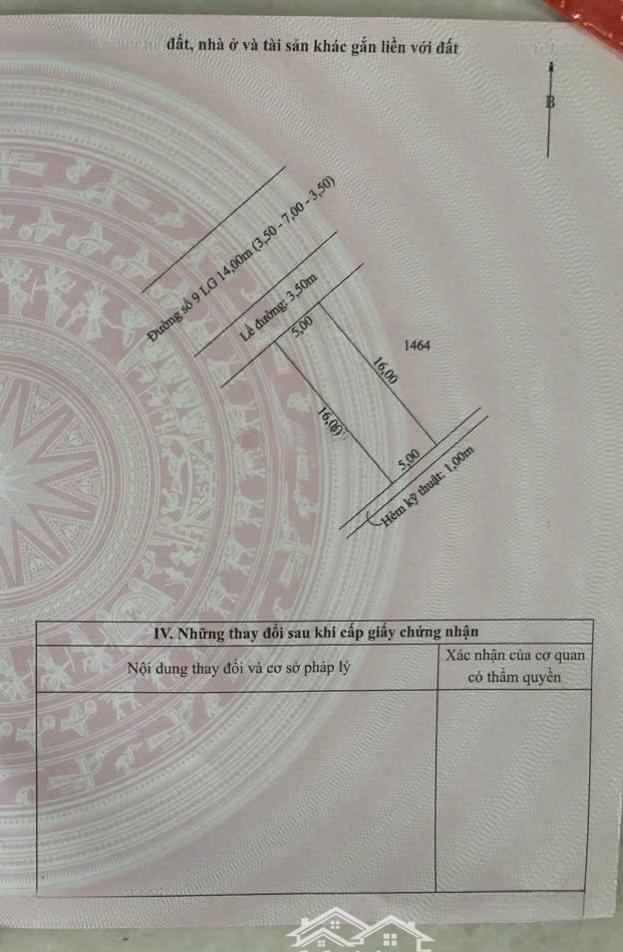 đất, nhà ở và tài sản khác gắn liền với đất
B
Đường số 9 LG 14,00m (3,50 - 7,00 - 3,50)
Lề đường: 3,50m
5,00
1464
16,00
16,00
5,00
Hẻm kỹ thuật: 1,00m
IV. Những thay đổi sau khi cấp giấy chứng nhận
Nội dung thay đổi và cơ sở pháp lý
Xác nhận của cơ quan
có thẩm quyền